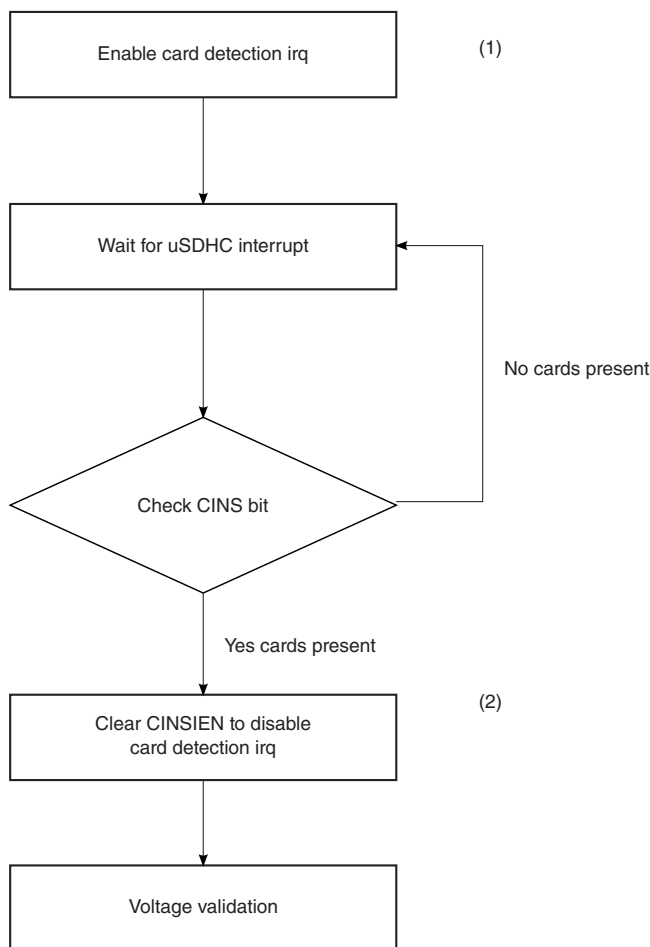 Enable card detection irq
(1)
Wait for uSDHC interrupt
No cards present
Check CINS bit
Yes cards present
(2)
Clear CINSIEN to disable
card detection irq
Voltage validation